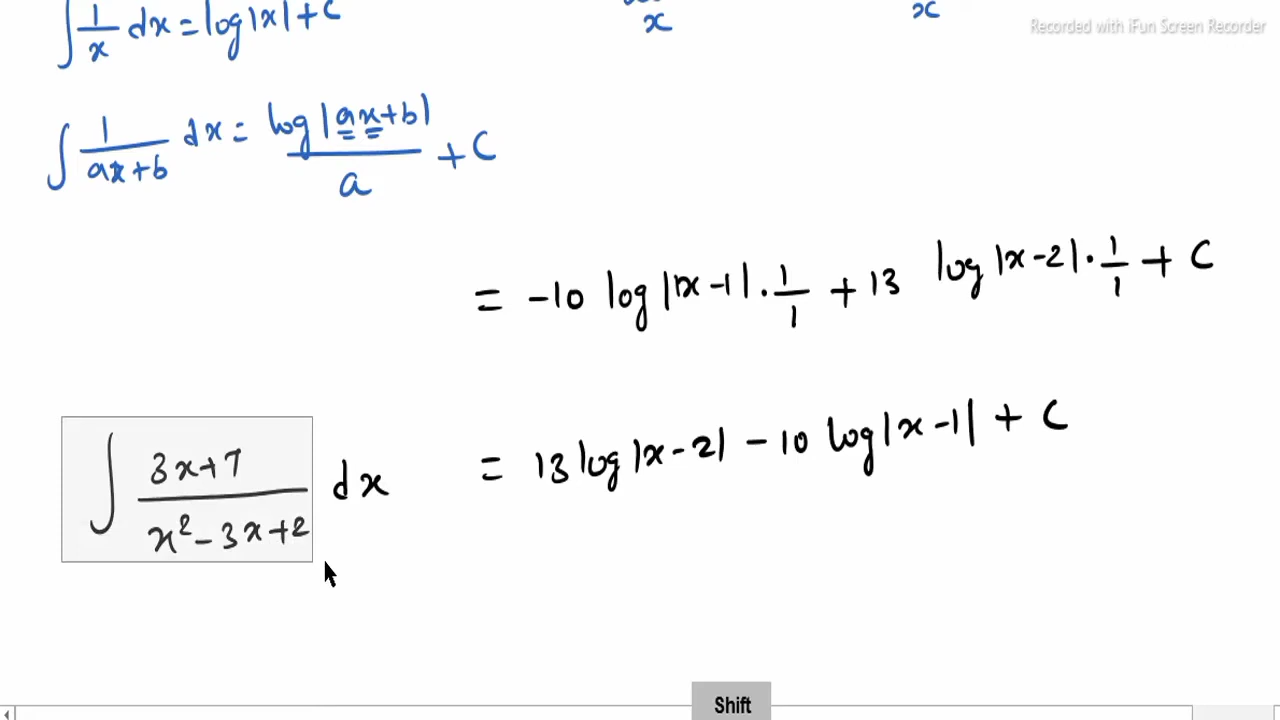 ∫ 1/x dx = log|x| + C
x
x
Recorded with iFun Screen Recorder
∫ 1/(ax+b) dx = log|ax+b|/a + C
= -10 log|x-1| · 1/1 + 13 log|x-2| · 1/1 + C
∫ (3x+7)/(x²-3x+2) dx = 13 log|x-2| - 10 log|x-1| + C
Shift